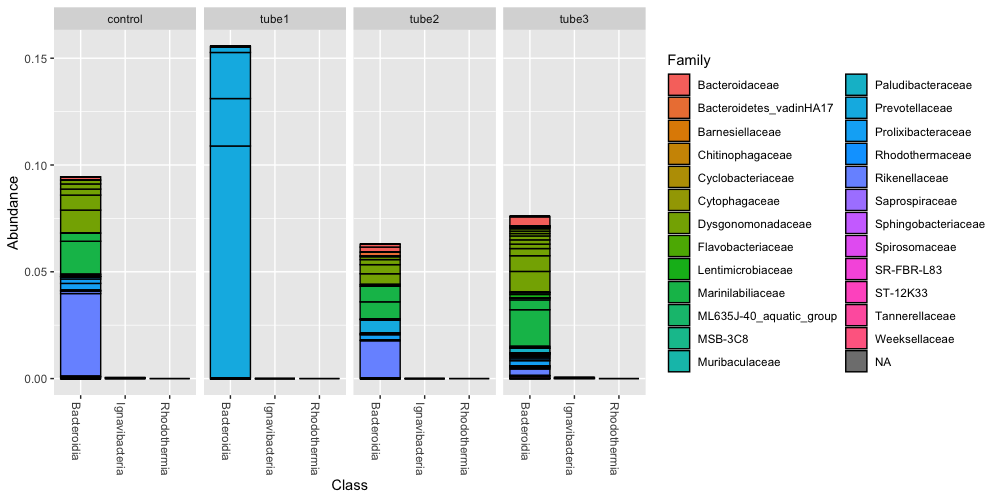 control
tube1
tube2
tube3
Abundance
0.15
0.10
0.05
0.00
Bacteroidia
Ignavibacteria
Rhodothermia
Bacteroidia
Ignavibacteria
Rhodothermia
Bacteroidia
Ignavibacteria
Rhodothermia
Bacteroidia
Ignavibacteria
Rhodothermia
Class
Family
Bacteroidaceae
Bacteroidetes_vadinHA17
Barnesiellaceae
Chitinophagaceae
Cyclobacteriaceae
Cytophagaceae
Dysgonomonadaceae
Flavobacteriaceae
Lentimicrobiaceae
Marinilabiliaceae
ML635J-40_aquatic_group
MSB-3C8
Muribaculaceae
Paludibacteraceae
Prevotellaceae
Prolixibacteraceae
Rhodothermaceae
Rikenellaceae
Saprospiraceae
Sphingobacteriaceae
Spirosomaceae
SR-FBR-L83
ST-12K33
Tannerellaceae
Weeksellaceae
NA